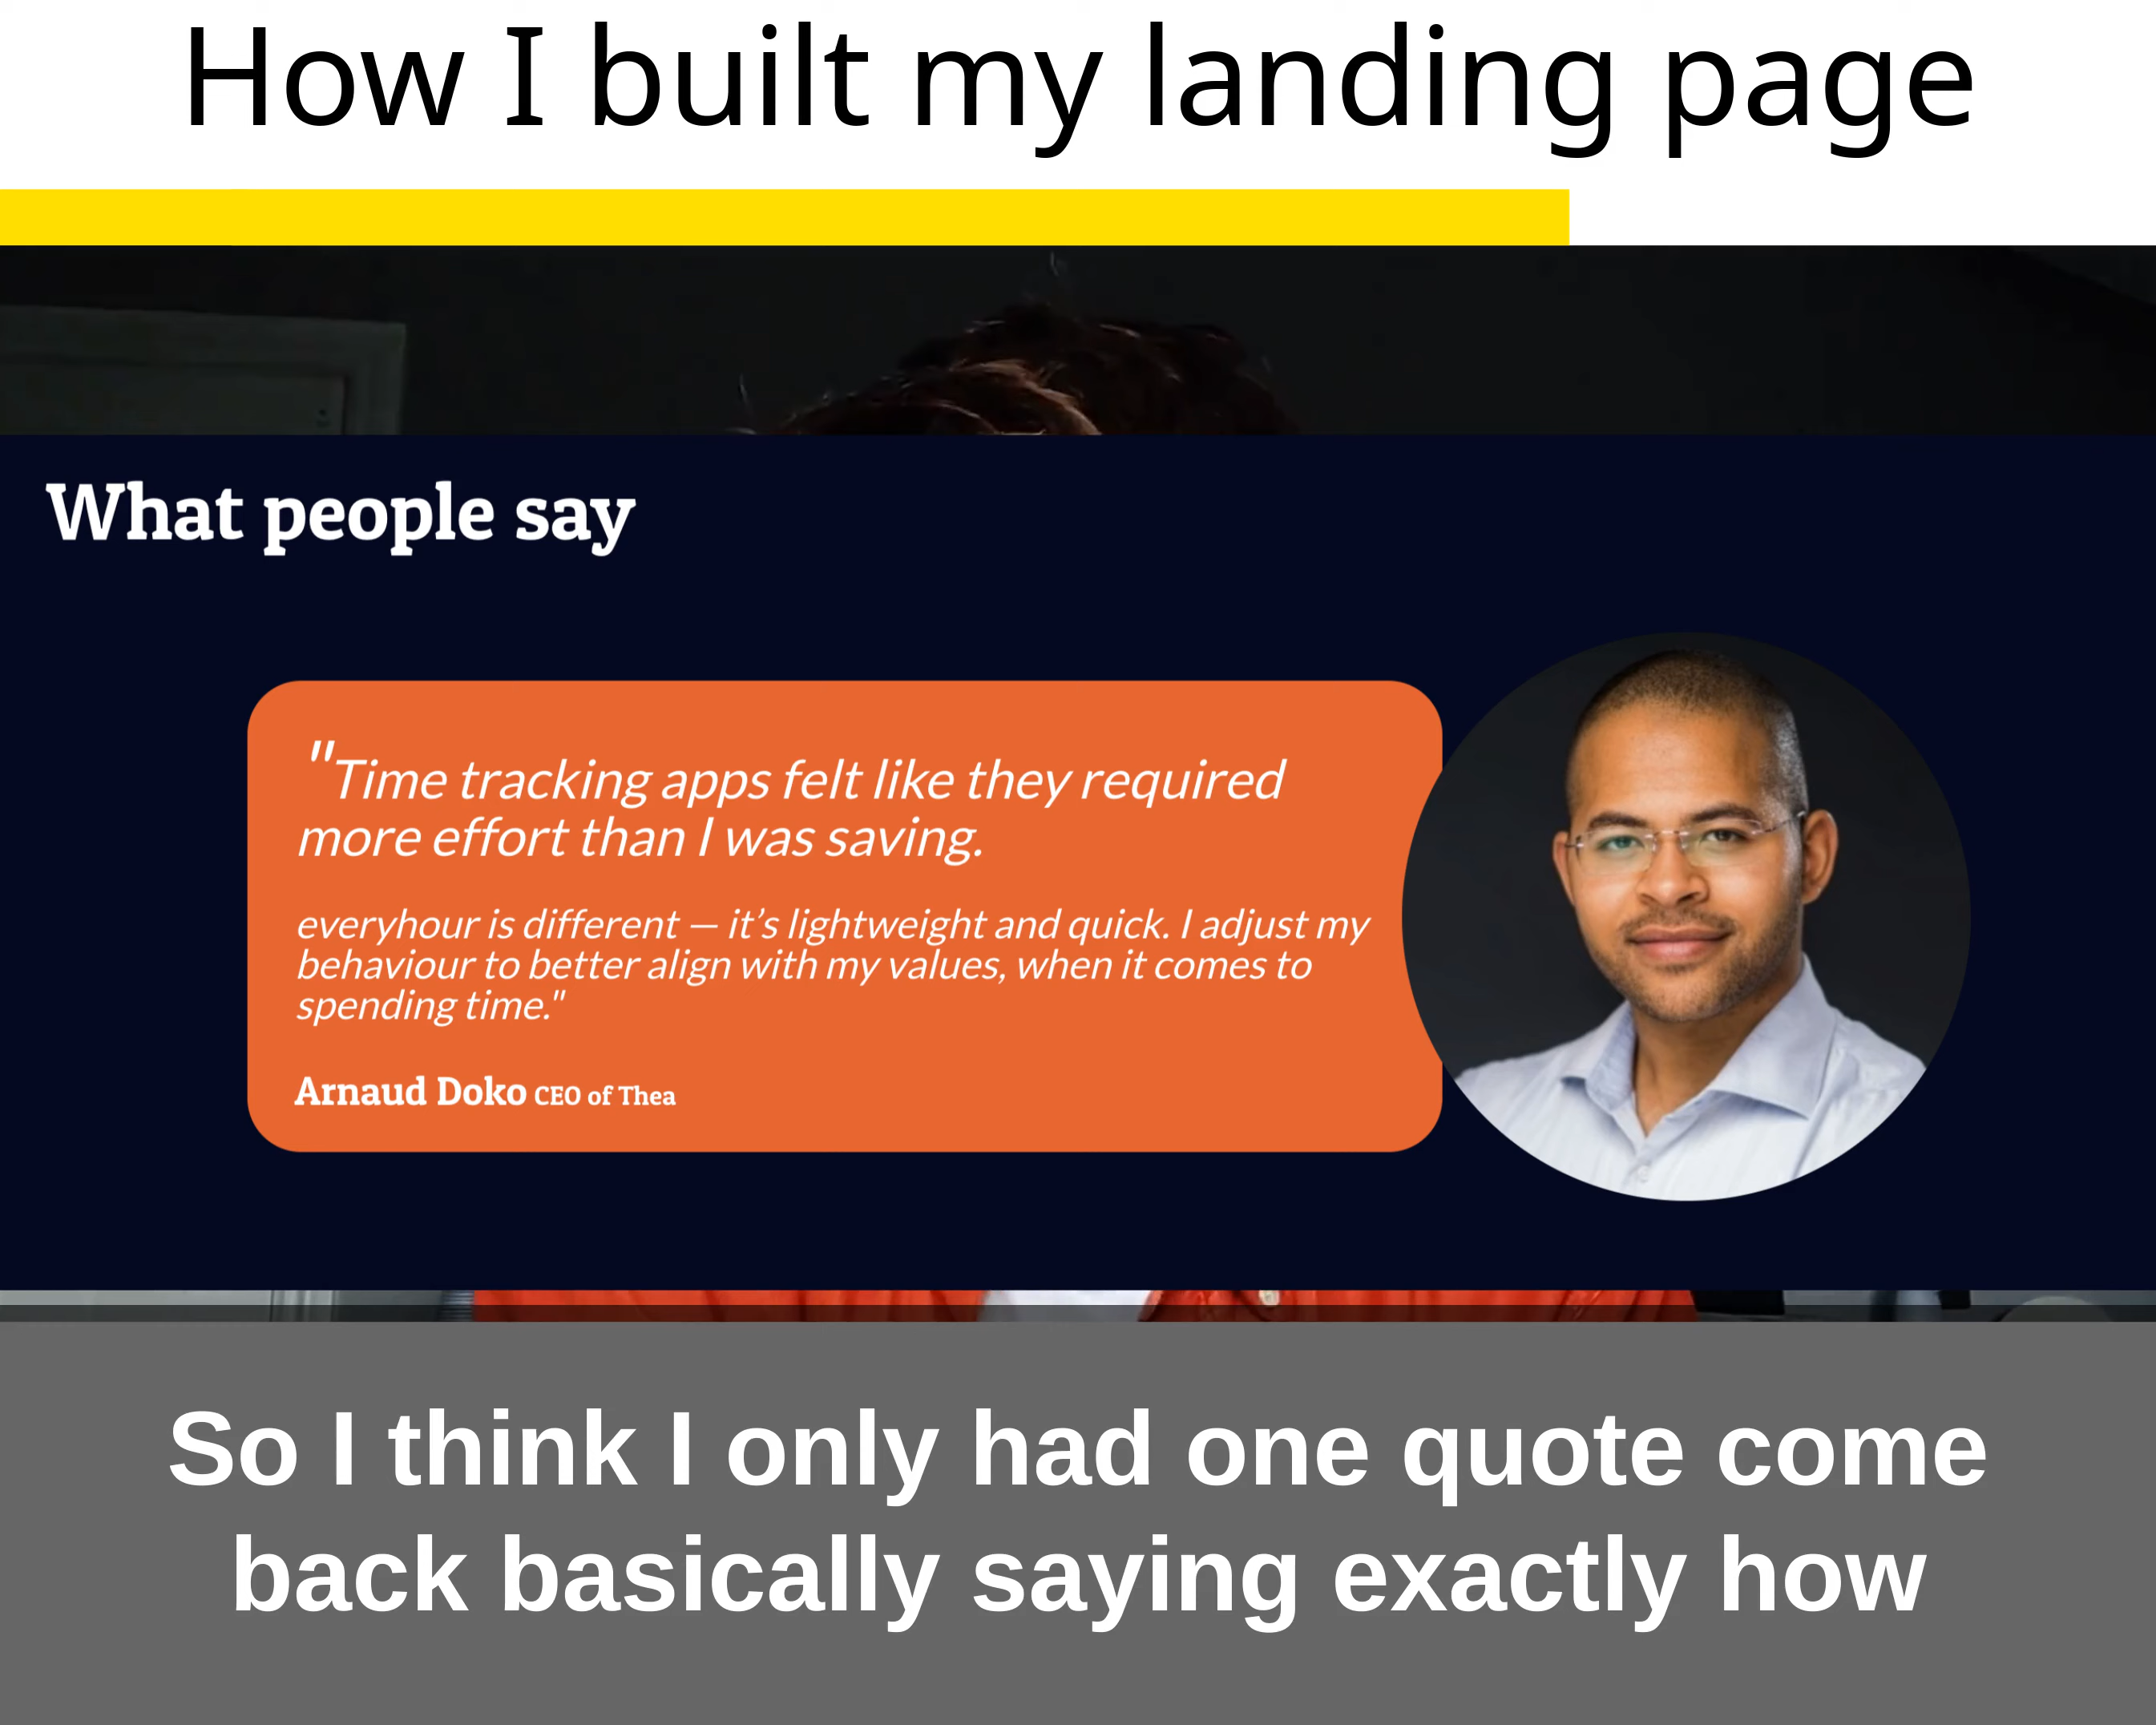 How I built my landing page
What people say
"Time tracking apps felt like they required
more effort than I was saving.
everyhour is different — it’s lightweight and quick. I adjust my
behaviour to better align with my values, when it comes to
spending time."
Arnaud Doko CEO of Thea
So I think I only had one quote come
back basically saying exactly how